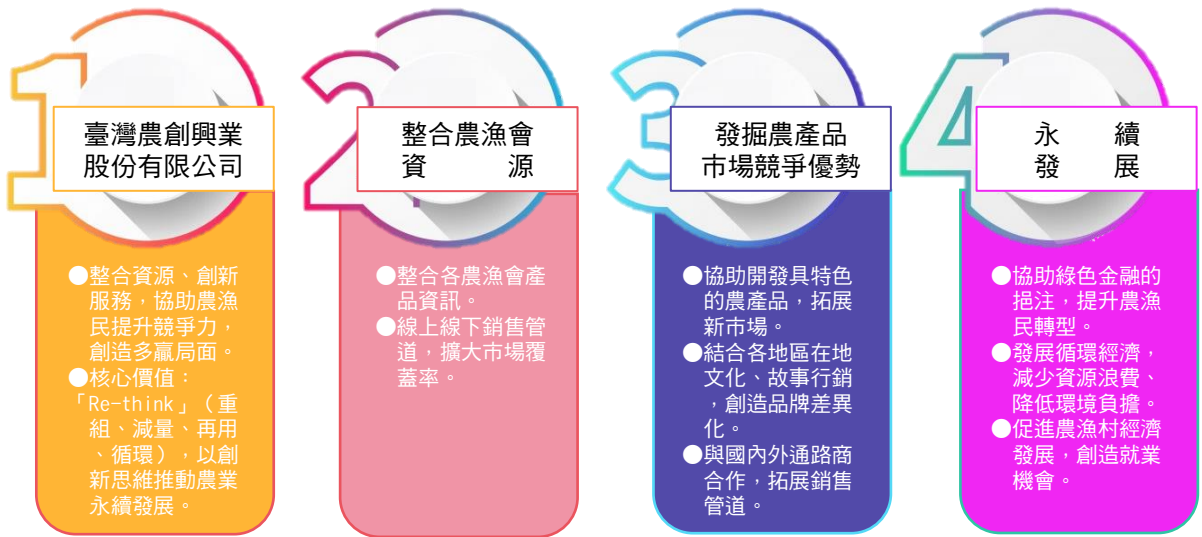 1
臺灣農創興業
股份有限公司
●整合資源、創新
服務，協助農漁
民提升競爭力，
創造多贏局面。
●核心價值：
「Re-think」（重
組、減量、再用
、循環），以創
新思維推動農業
永續發展。
2
整合農漁會
資 源
●整合各農漁會產
品資訊。
●線上線下銷售管
道，擴大市場覆
蓋率。
3
發掘農產品
市場競爭優勢
●協助開發具特色
的農產品，拓展
新市場。
●結合各地區在地
文化、故事行銷
，創造品牌差異
化。
●與國內外通路商
合作，拓展銷售
管道。
4
永 續
發 展
●協助綠色金融的
挹注，提升農漁
民轉型。
●發展循環經濟，
減少資源浪費、
降低環境負擔。
●促進農漁村經濟
發展，創造就業
機會。